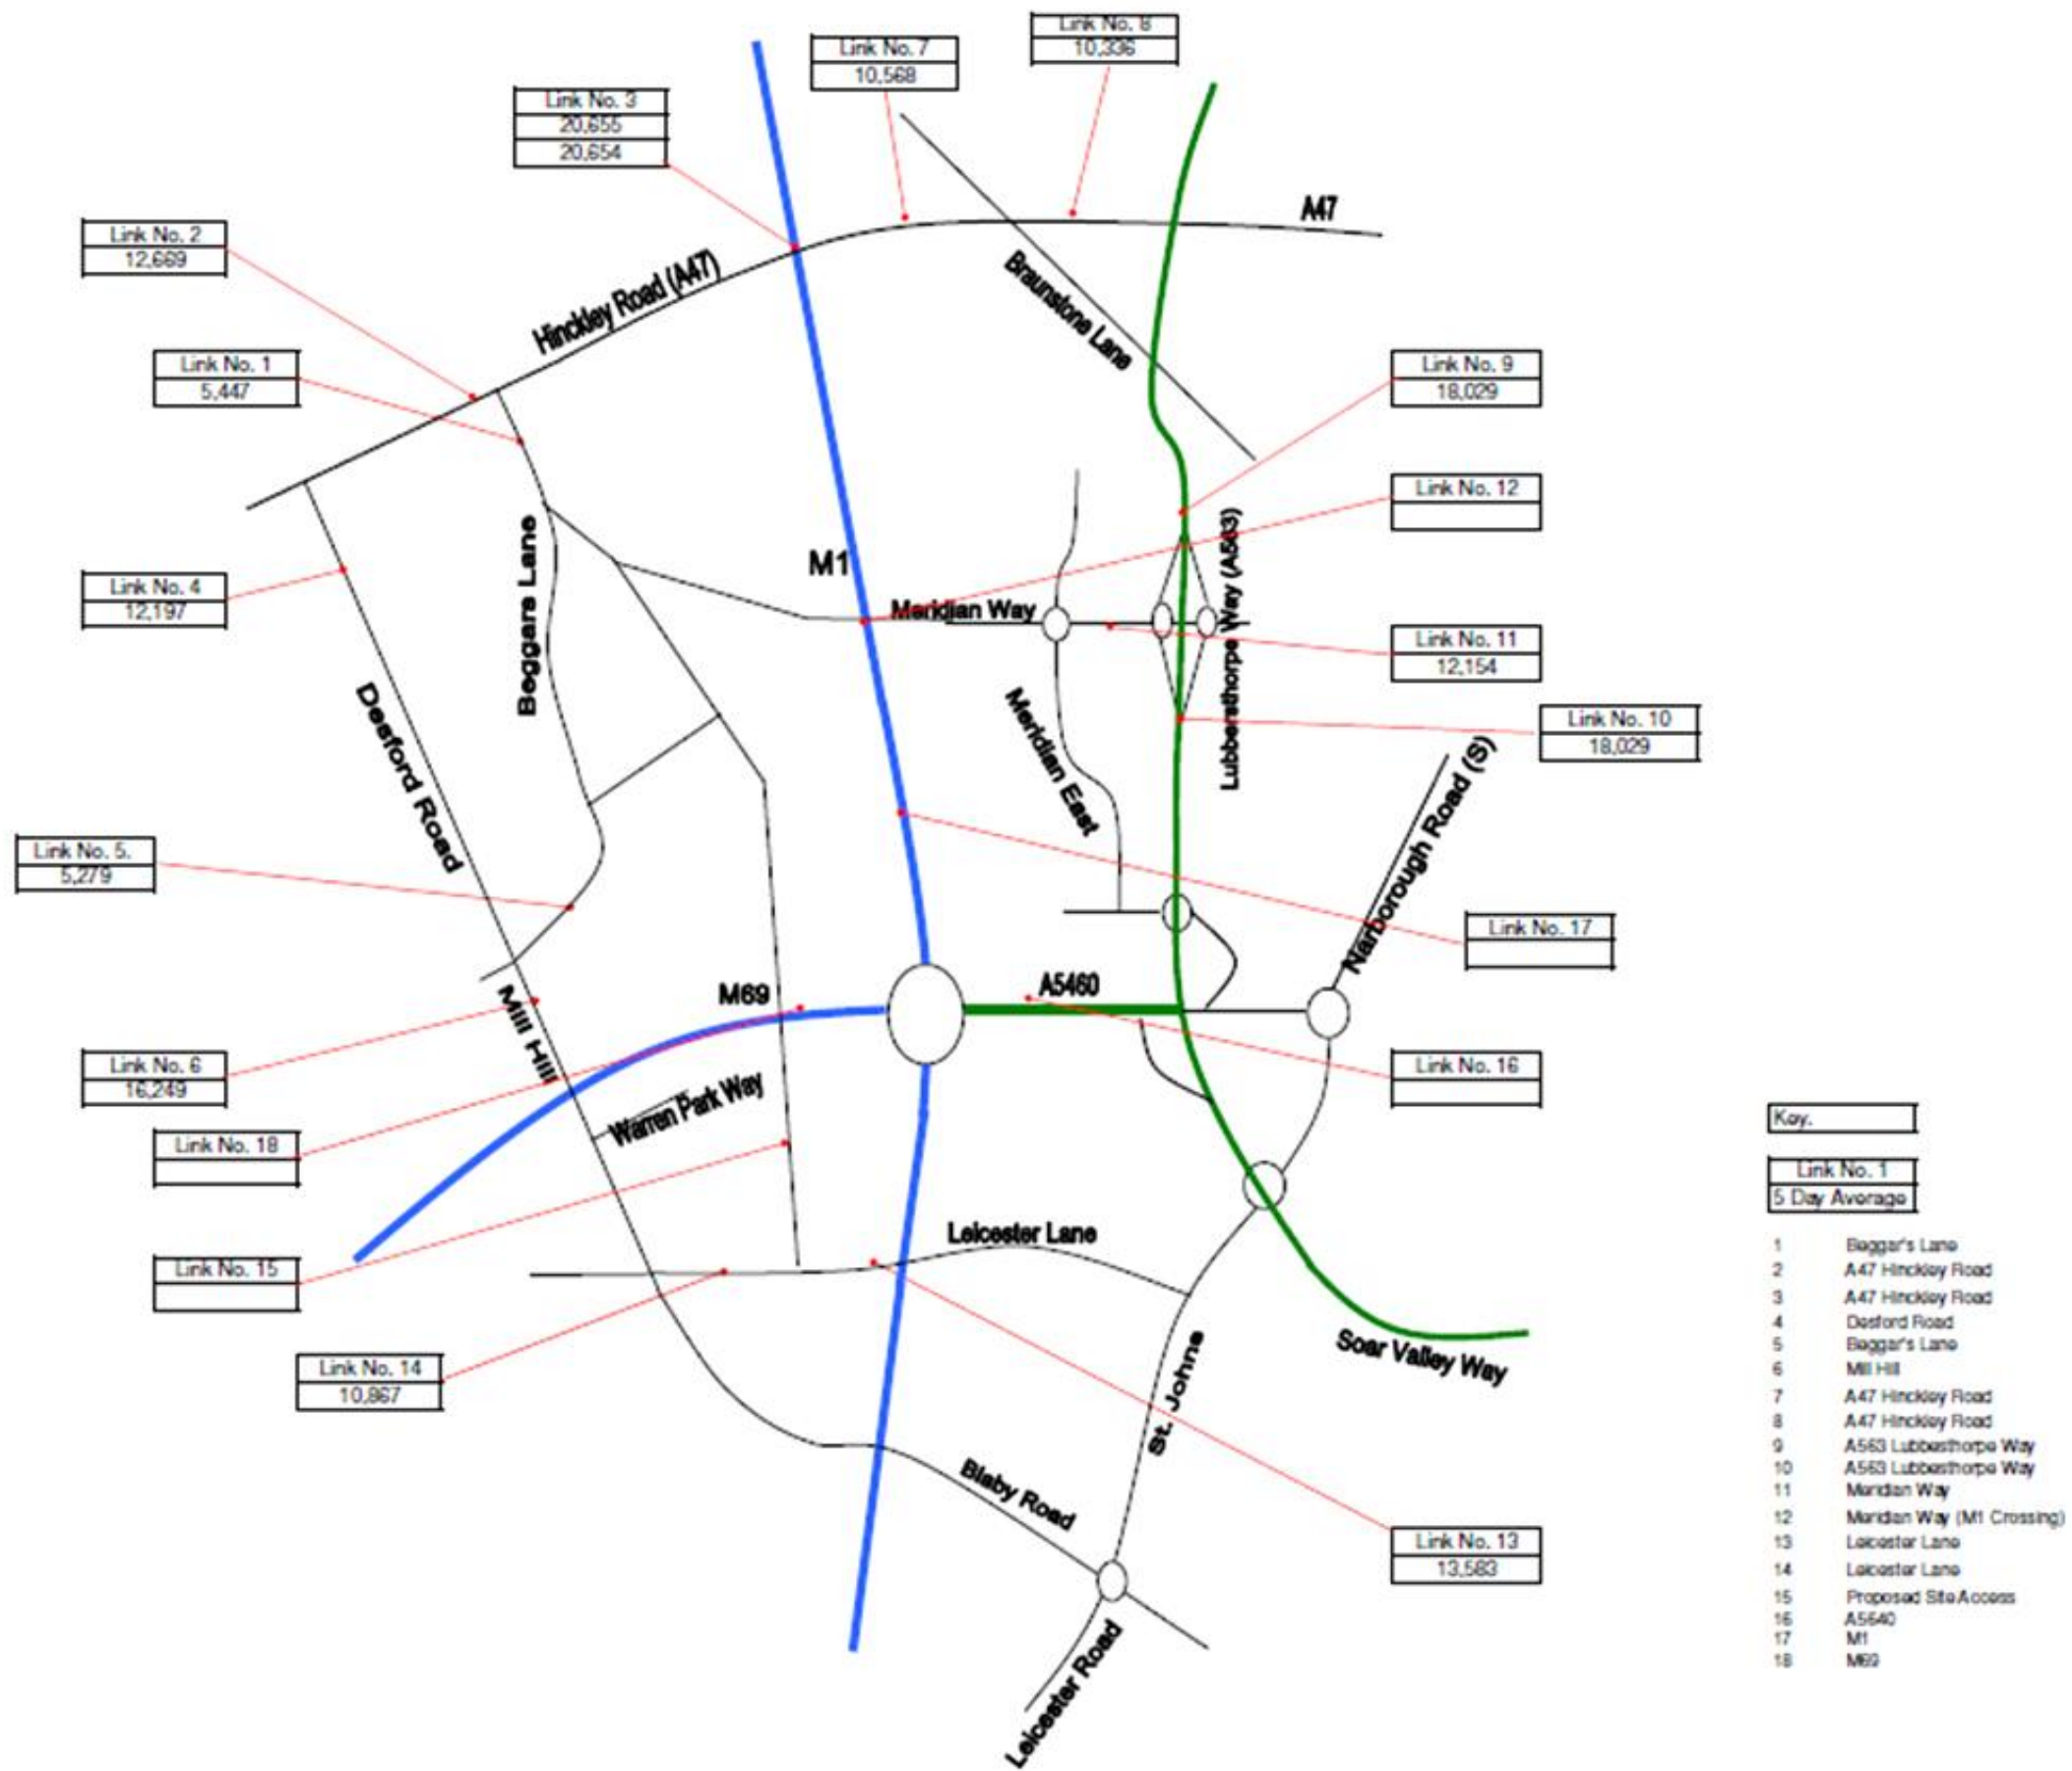 Link No. 8
10,336
Link No. 7
10,568
Link No. 3
20,655
20,654
A47
Link No. 2
12,669
Hinckley Road (A47)
Braunstone Lane
Link No. 1
5,447
Link No. 9
18,029
Link No. 12
Beggars Lane
M1
Lubbersthorpe Way (A563)
Link No. 4
12,197
Meridian Way
Link No. 11
12,154
Desford Road
Meridian East
Link No. 10
18,029
Narborough Road (S)
Link No. 5.
5,279
Link No. 17
M69
A5460
Mill Hill
Link No. 6
16,249
Link No. 16
Warren Park Way
Link No. 18
Key.
Link No. 1
5 Day Average
Leicester Lane
Link No. 15
Soar Valley Way
St. Johns
Link No. 14
10,867
Blaby Road
Link No. 13
13,583
Leicester Road
1 Beggar's Lane
2 A47 Hinckley Road
3 A47 Hinckley Road
4 Desford Road
5 Beggar's Lane
6 Mill Hill
7 A47 Hinckley Road
8 A47 Hinckley Road
9 A563 Lubbesthorpe Way
10 A563 Lubbesthorpe Way
11 Meridian Way
12 Meridian Way (M1 Crossing)
13 Leicester Lane
14 Leicester Lane
15 Proposed Site Access
16 A5640
17 M1
18 M69